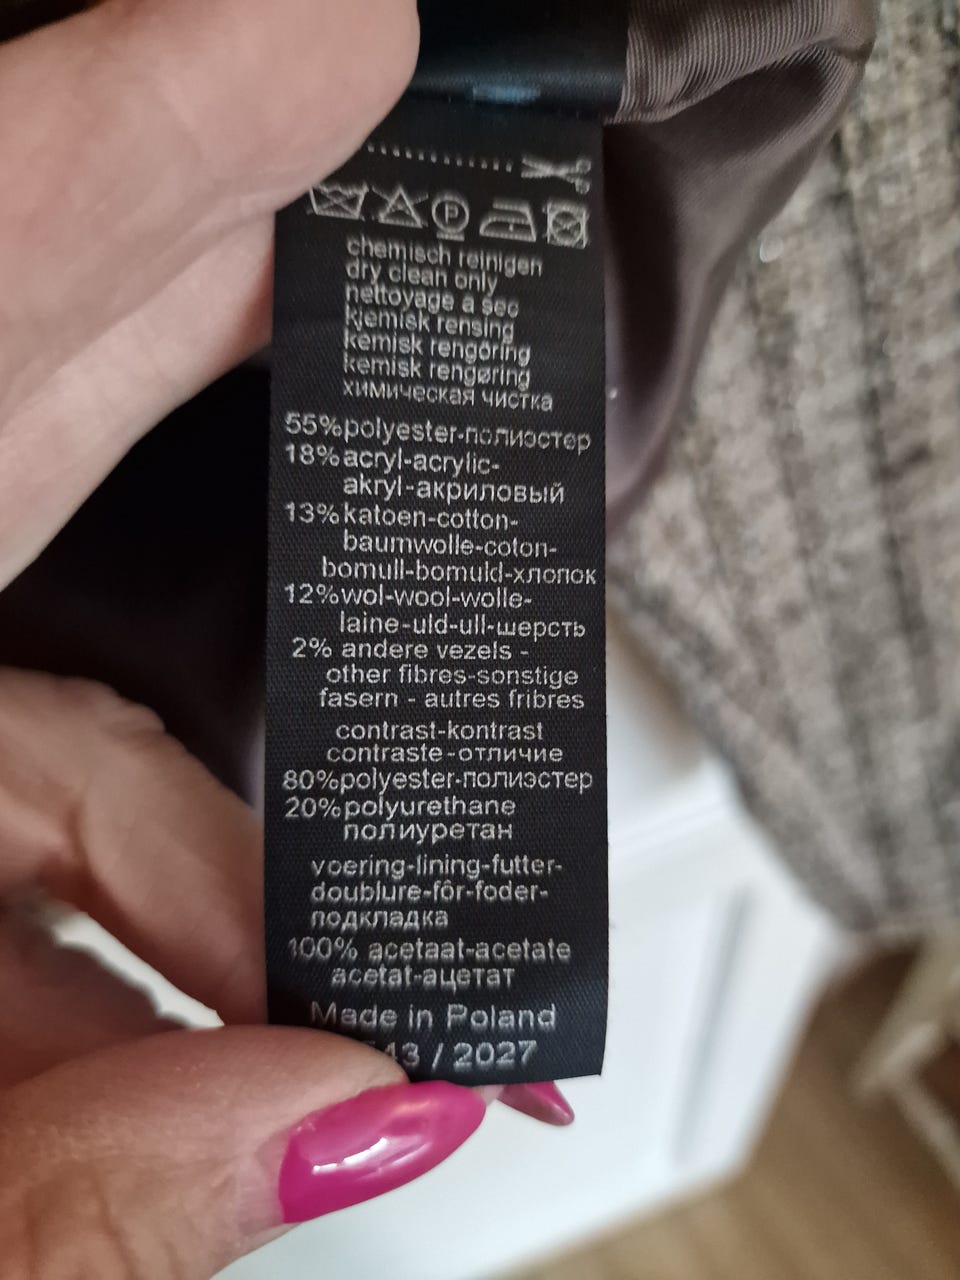 P
chemisch reinigen
dry clean only
nettoyage a sec
kjemisk rensing
kemisk rengöring
kemisk rengøring
химическая чистка
55%polyester-полиэстер
18%acryl-acrylic-
akryl-акриловый
13%katoen-cotton-
baumwolle-coton-
bomull-bomuld-хлопок
12%wol-wool-wolle-
laine-uld-ull-шерсть
2% andere vezels -
other fibres-sonstige
fasern - autres fribres
contrast-kontrast
contraste-отличие
80%polyester-полиэстер
20%polyurethane
полиуретан
voering-lining-futter-
doublure-fôr-foder-
подкладка
100% acetaat-acetate
acetat-ацетат
Made in Poland
43 / 2027